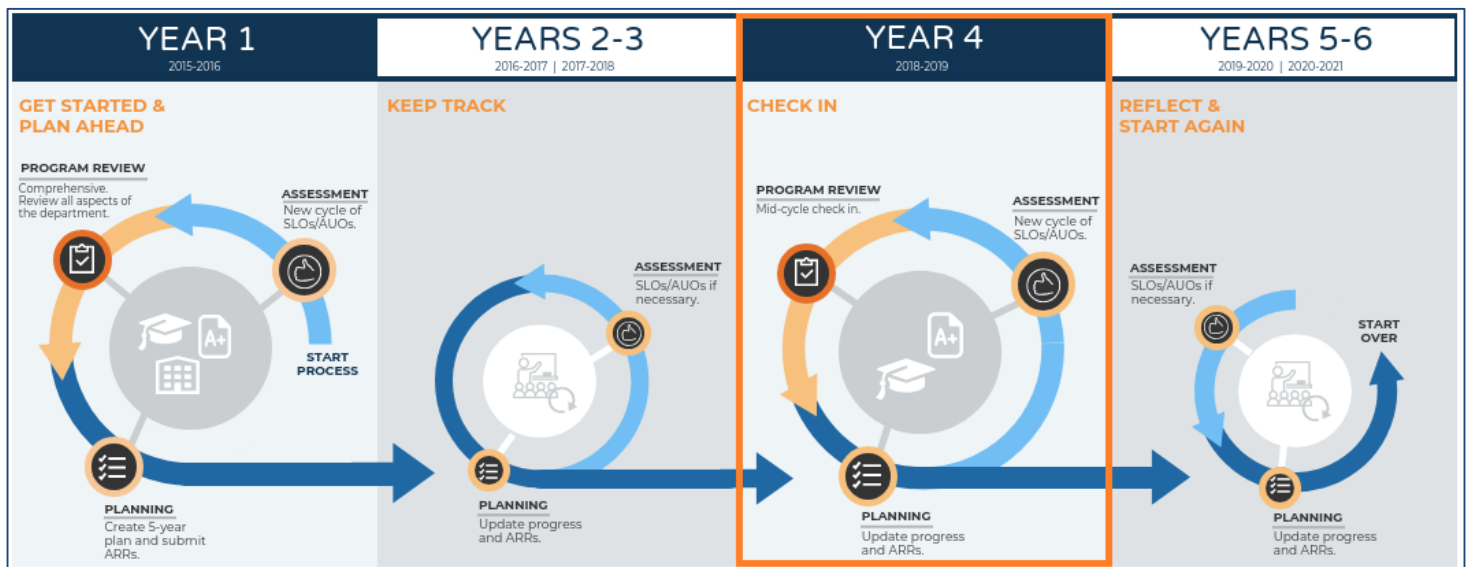 YEAR 1
2015-2016
GET STARTED &
PLAN AHEAD
PROGRAM REVIEW
Comprehensive.
Review all aspects of
the department.
ASSESSMENT
New cycle of
SLOs/AUOs.
A+
START
PROCESS
PLANNING
Create 5-year
plan and submit
ARRs.
YEARS 2-3
2016-2017 | 2017-2018
KEEP TRACK
ASSESSMENT
SLOs/AUOs if
necessary.
PLANNING
Update progress
and ARRs.
YEAR 4
2018-2019
CHECK IN
PROGRAM REVIEW
Mid-cycle check in.
ASSESSMENT
New cycle of
SLOs/AUOs.
A+
PLANNING
Update progress
and ARRs.
YEARS 5-6
2019-2020 | 2020-2021
REFLECT &
START AGAIN
ASSESSMENT
SLOs/AUOs if
necessary.
START
OVER
PLANNING
Update progress
and ARRs.